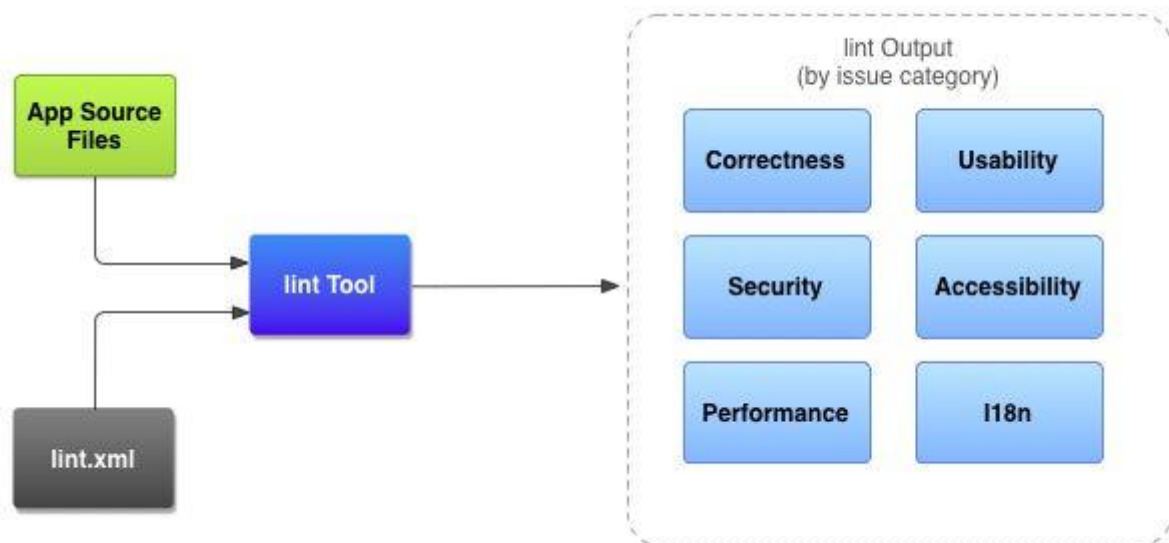 lint Output
(by issue category)
App Source
Files
Correctness
Usability
lint Tool
Security
Accessibility
Performance
I18n
lint.xml